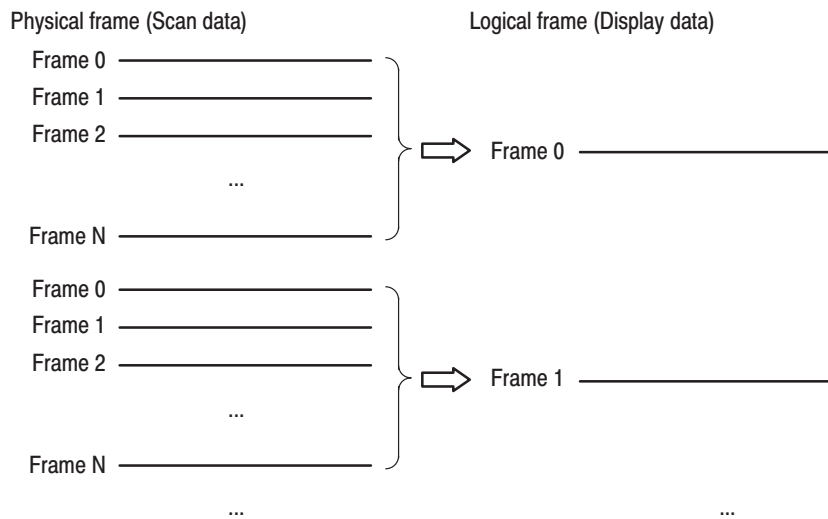 Physical frame (Scan data)
Logical frame (Display data)
Frame 0
Frame 1
Frame 2
...
Frame N
Frame 0
Frame 0
Frame 1
Frame 2
...
Frame N
Frame 1
...
...